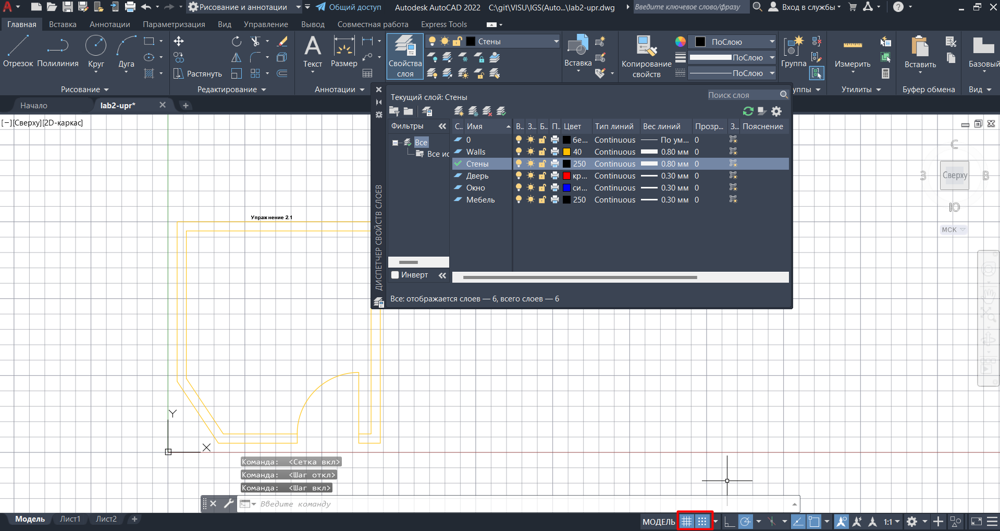 Рисование и аннотации
Общий доступ
Autodesk AutoCAD 2022
C:\git\VISU\IGS(Auto...\lab2-upr.dwg
Введите ключевое слово/фразу
Вход в службы
Главная
Вставка
Аннотации
Параметризация
Вид
Управление
Вывод
Совместная работа
Express Tools
Отрезок
Полилиния
Круг
Дуга
Рисование
Растянуть
Редактирование
Текст
Размер
Аннотации
Свойства слоя
Стены
Вставка
Копирование свойств
ПоСлою
ПоСлою
ПоСлою
Группа
уппы
Измерить
Утилиты
Вставить
Буфер обмена
Базовый
Вид
Начало
lab2-upr*
[−][Сверху][2D-каркас]
Текущий слой: Стены
Поиск слоя
Фильтры
Все
Все ис
Инверт
С.. Имя В.. З... Б.. П.. Цвет Тип линий Вес линий Прозр... З... Пояснение
0 бе... Continuous По ум... 0
Walls 40 Continuous 0.80 мм 0
Стены 250 Continuous 0.80 мм 0
Дверь кр... Continuous 0.30 мм 0
Окно си... Continuous 0.30 мм 0
Мебель 250 Continuous 0.30 мм 0
Все: отображается слоев — 6, всего слоев — 6
ДИСПЕТЧЕР СВОЙСТВ СЛОЕВ
С
З
Сверху
В
Ю
МСК
Упражнение 2.1
Y
X
Команда: <Сетка вкл>
Команда: <Шаг откл>
Команда: <Шаг вкл>
Введите команду
Модель
Лист1
Лист2
МОДЕЛЬ
1:1